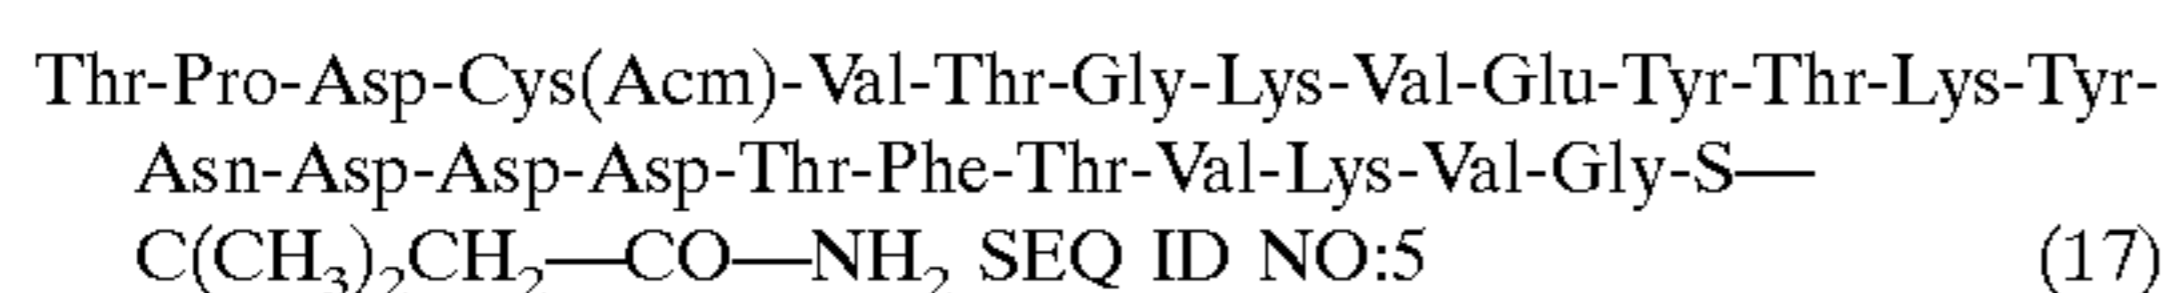 Thr-Pro-Asp-Cys(Acm)-Val-Thr-Gly-Lys-Val-Glu-Tyr-Thr-Lys-Tyr-
Asn-Asp-Asp-Asp-Thr-Phe-Thr-Val-Lys-Val-Gly-S—
C(CH₃)₂CH₂—CO—NH₂ SEQ ID NO:5 (17)